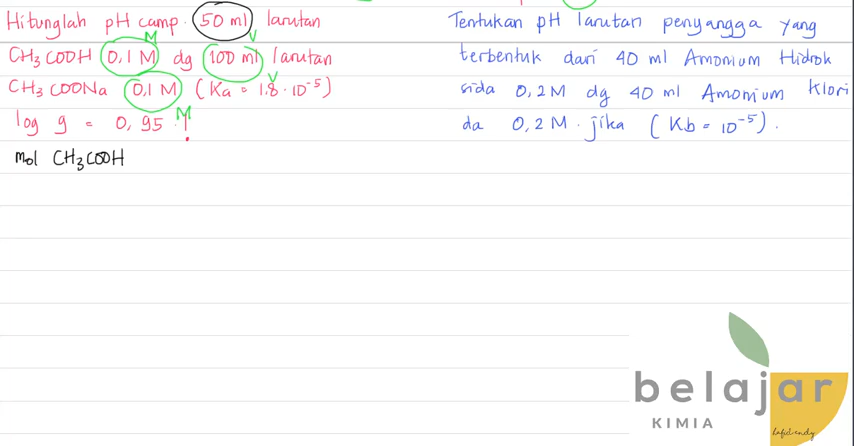 Hitunglah pH camp. 50 ml larutan
M V
CH3COOH 0,1 M dg 100 ml larutan
V
CH3COONa 0,1 M (Ka = 1.8 . 10-5)
M
log 9 = 0,95 . !
mol CH3COOH
Tentukan pH larutan penyangga yang
terbentuk dari 40 ml Amonium Hidrok
sida 0,2 M dg 40 ml Amonium Klori
da 0,2 M . jika (Kb = 10-5).
belajar
KIMIA